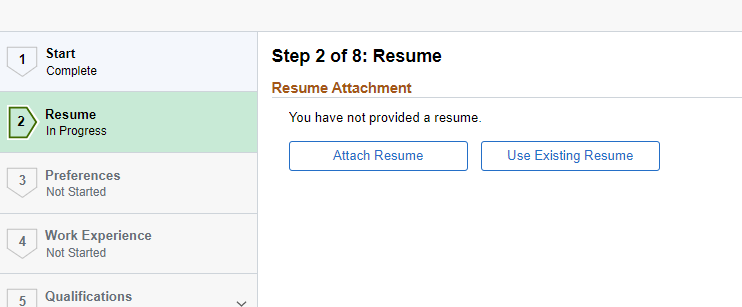 1
Start
Complete
2
Resume
In Progress
3
Preferences
Not Started
4
Work Experience
Not Started
5
Qualifications
Step 2 of 8: Resume
Resume Attachment
You have not provided a resume.
Attach Resume
Use Existing Resume